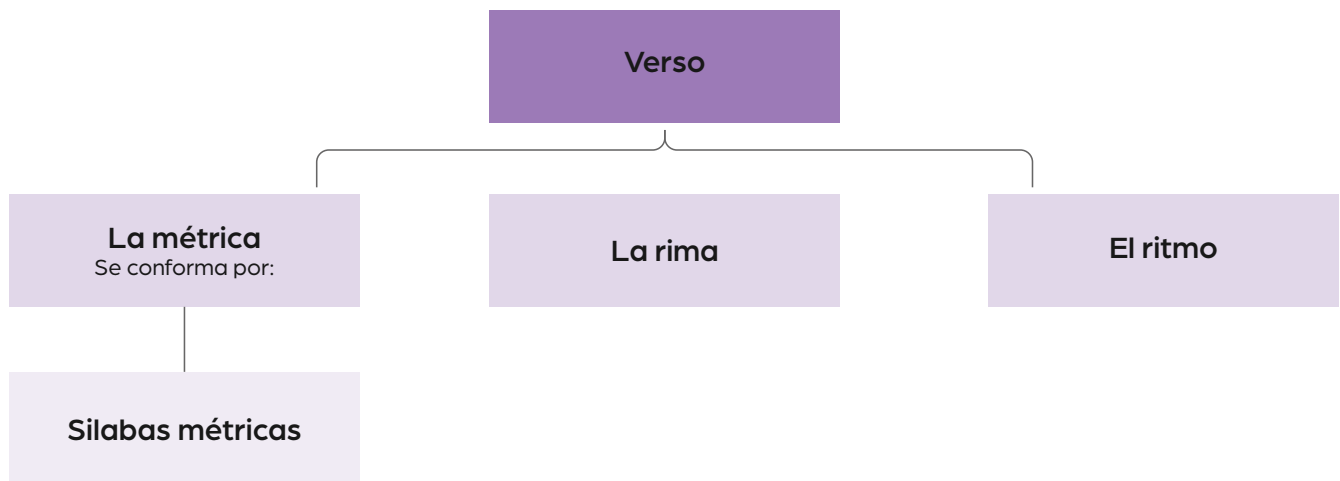 Verso
La métrica
Se conforma por:
La rima
El ritmo
Silabas métricas